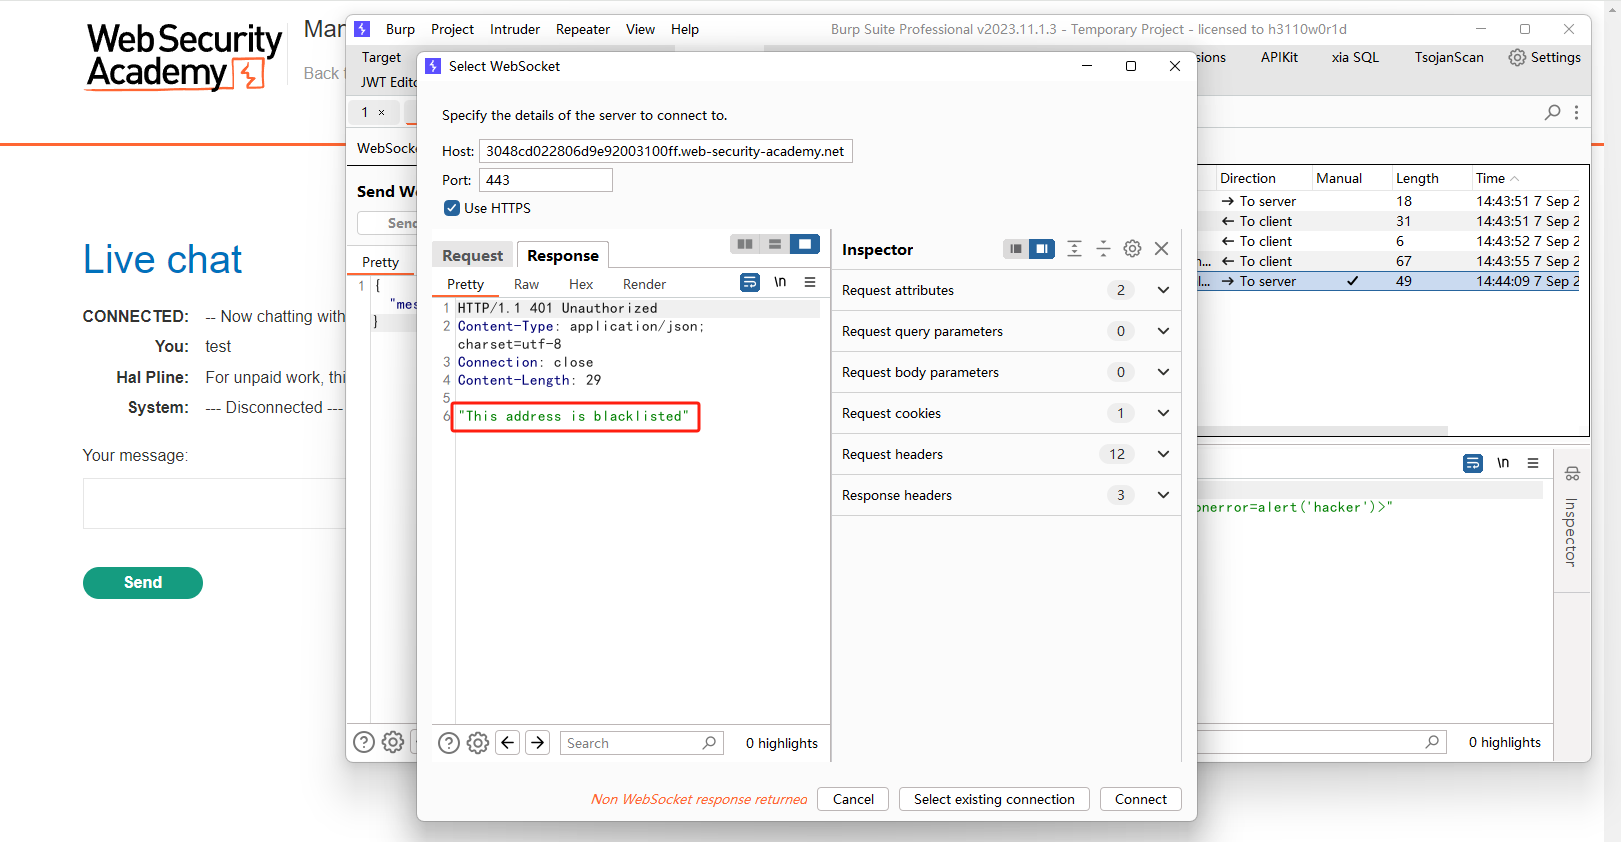 Web Security
Academy
Man
Back t
Burp Project Intruder Repeater View Help
Burp Suite Professional v2023.11.1.3 - Temporary Project - licensed to h3110w0r1d
Target
sions APIKit xia SQL TsojanScan Settings
JWT Edito
1 ×
WebSocke
Send We
Send
Pretty
1 {
"mes
}
Select WebSocket
Specify the details of the server to connect to.
Host: 3048cd022806d9e92003100ff.web-security-academy.net
Port: 443
Use HTTPS
Request Response
Pretty Raw Hex Render \n
1 HTTP/1.1 401 Unauthorized
2 Content-Type: application/json;
charset=utf-8
3 Connection: close
4 Content-Length: 29
5
6 "This address is blacklisted"
Search 0 highlights
Inspector
Request attributes 2
Request query parameters 0
Request body parameters 0
Request cookies 1
Request headers 12
Response headers 3
Non WebSocket response returned Cancel Select existing connection Connect
Direction Manual Length Time
→ To server 18 14:43:51 7 Sep 2
← To client 31 14:43:51 7 Sep 2
← To client 6 14:43:52 7 Sep 2
n... ← To client 67 14:43:55 7 Sep 2
l... → To server ✓ 49 14:44:09 7 Sep 2
\n
onerror=alert('hacker')>"
Inspector
0 highlights
Live chat
CONNECTED: -- Now chatting with
You: test
Hal Pline: For unpaid work, thi
System: --- Disconnected ---
Your message:
Send